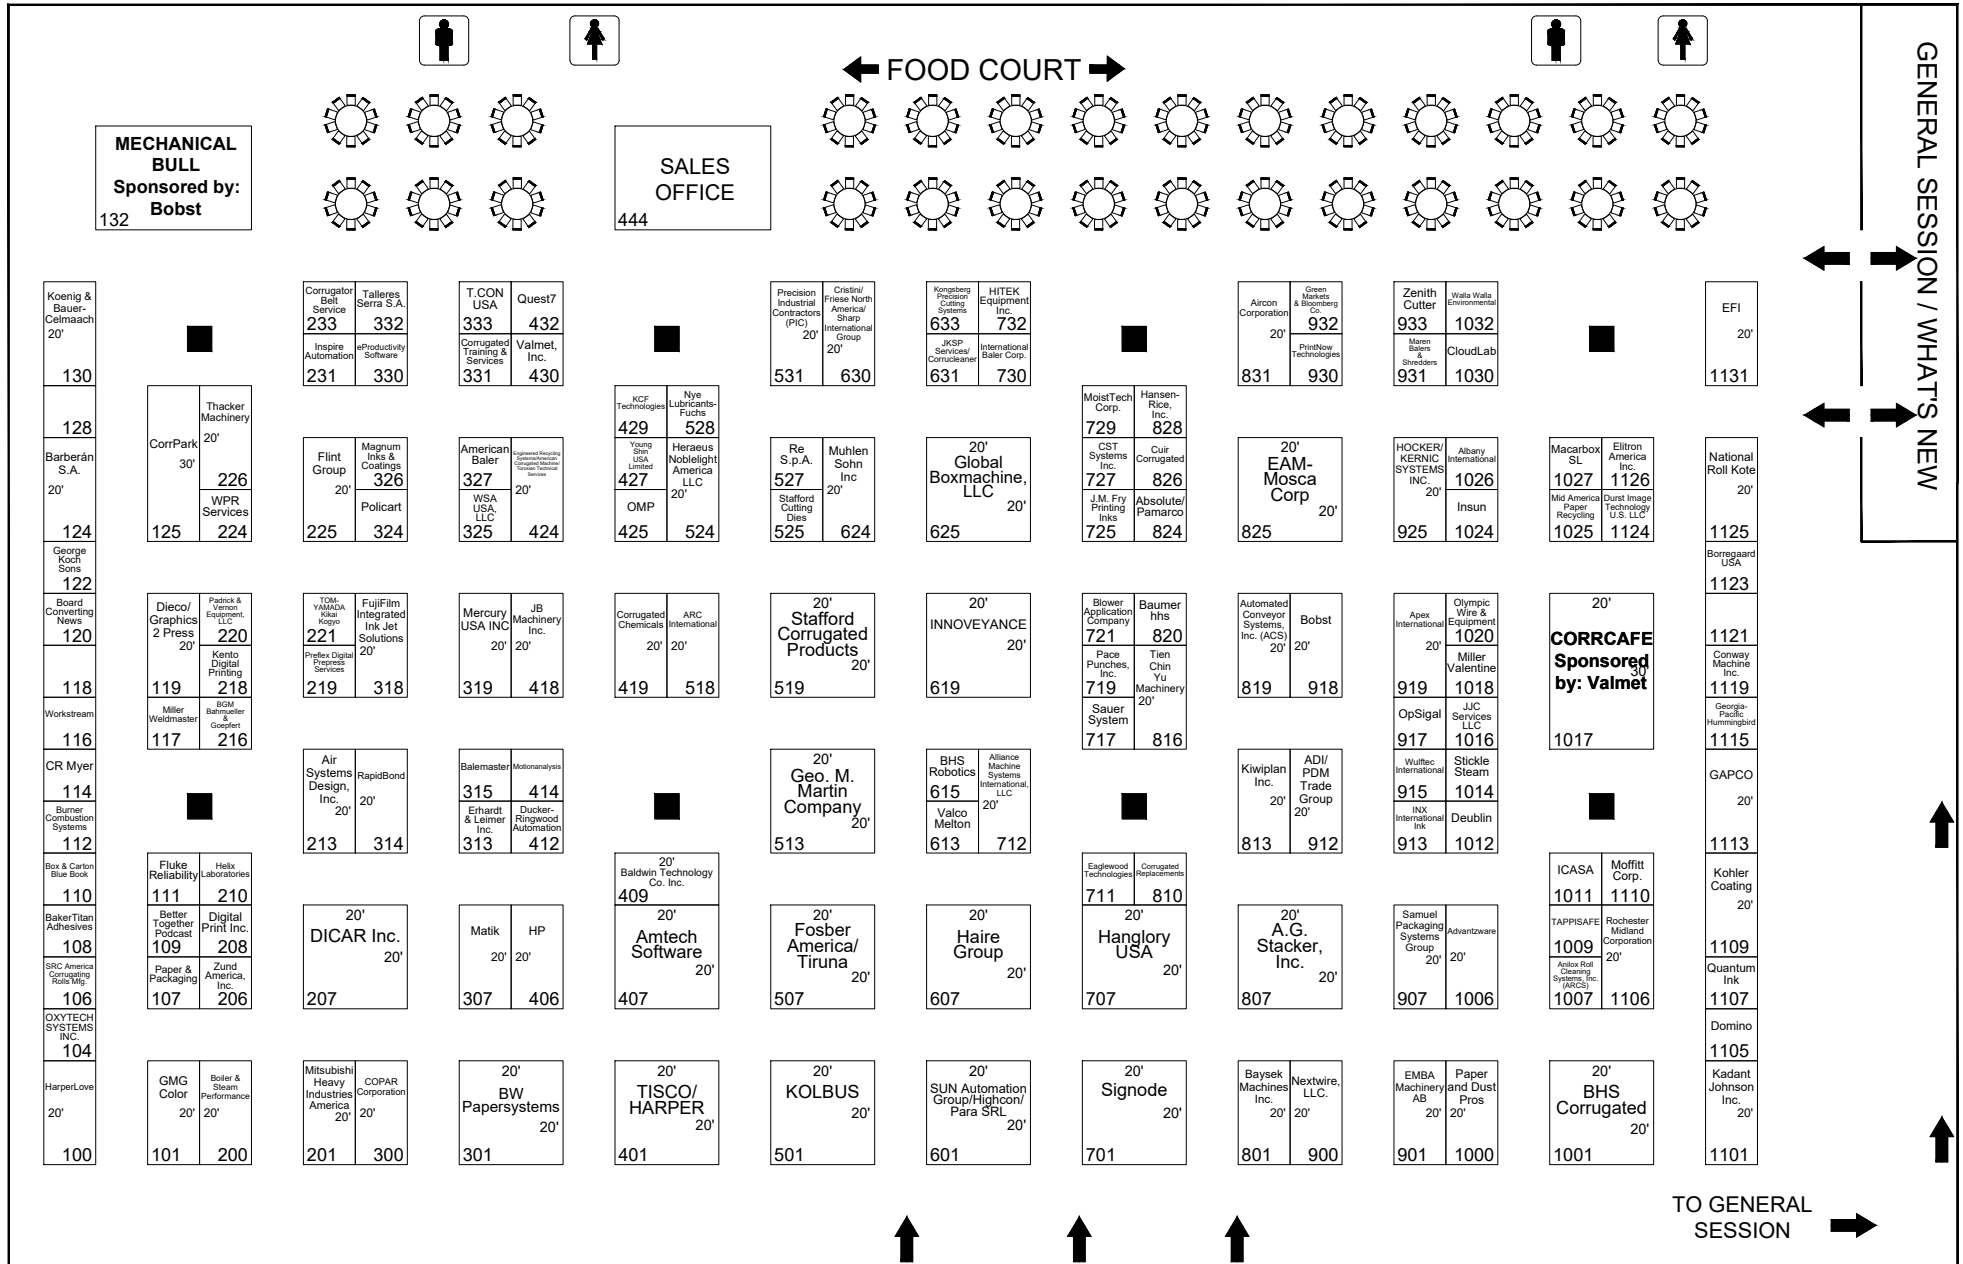 FOOD COURT
GENERAL SESSION / WHAT'S NEW
MECHANICAL
BULL
Sponsored by:
Bobst
132
SALES
OFFICE
444
Koenig &
Bauer-
Celmaach
20'
130
Corrugator
Belt
Service
233
Talleres
Serra S.A.
332
Inspire
Automation
231
eProductivity
Software
330
T.CON
USA
333
Quest7
432
Corrugated
Training &
Services
331
Valmet,
Inc.
430
Precision
Industrial
Contractors
(PIC)
20'
531
Cristini/
Friese North
America/
Sharp
International
Group
20'
630
Kongsberg
Precision
Cutting
Systems
633
HITEK
Equipment
Inc.
732
JKSP
Services/
Corrucleaner
631
International
Baler Corp.
730
Aircon
Corporation
20'
831
Green
Markets
& Bloomberg
Co.
932
PrintNow
Technologies
930
Zenith
Cutter
933
Walla Walla
Environmental
1032
Maren
Balers
&
Shredders
931
CloudLab
1030
EFI
20'
1131
128
CorrPark
30'
125
Thacker
Machinery
20'
226
WPR
Services
224
KCF
Technologies
429
Nye
Lubricants-
Fuchs
528
Young
Shin
USA
Limited
427
Heraeus
Noblelight
America
LLC
20'
524
OMP
425
MoistTech
Corp.
729
Hansen-
Rice,
Inc.
828
CST
Systems
Inc.
727
Cuir
Corrugated
826
J.M. Fry
Printing
Inks
725
Absolute/
Pamarco
824
Barberán
S.A.
20'
124
Flint
Group
20'
225
Magnum
Inks &
Coatings
326
Policart
324
American
Baler
327
Engineered Recycling
Systems/American
Corrugated Machine/
Torosian Technical
Services
20'
424
WSA
USA,
LLC
325
Re
S.p.A.
527
Muhlen
Sohn
Inc
20'
624
Stafford
Cutting
Dies
525
20'
Global
Boxmachine,
LLC
20'
625
20'
EAM-
Mosca
Corp
20'
825
HOCKER/
KERNIC
SYSTEMS
INC.
20'
925
Albany
International
1026
Insun
1024
Macarbox
SL
1027
Elitron
America
Inc.
1126
Mid America
Paper
Recycling
1025
Durst Image
Technology
U.S. LLC
1124
National
Roll Kote
20'
1125
George
Koch
Sons
122
Borregaard
USA
1123
Board
Converting
News
120
Dieco/
Graphics
2 Press
20'
119
Padrick &
Vernon
Equipment,
LLC
220
Kento
Digital
Printing
218
Miller
Weldmaster
117
BGM
Bahmueller
&
Goepfert
216
TOM-
YAMADA
Kikai
Kogyo
221
FujiFilm
Integrated
Ink Jet
Solutions
20'
318
Preflex Digital
Prepress
Services
219
Mercury
USA INC
20'
319
JB
Machinery
Inc.
20'
418
Corrugated
Chemicals
20'
419
ARC
International
20'
518
20'
Stafford
Corrugated
Products
20'
519
20'
INNOVEYANCE
20'
619
Blower
Application
Company
721
Baumer
hhs
820
Pace
Punches,
Inc.
719
Tien
Chin
Yu
Machinery
20'
816
Sauer
System
717
Automated
Conveyor
Systems,
Inc. (ACS)
20'
819
Bobst
20'
918
Apex
International
20'
919
Olympic
Wire &
Equipment
1020
Miller
Valentine
1018
OpSigal
917
JJC
Services
LLC
1016
Wulftec
International
915
Stickle
Steam
1014
INX
International
Ink
913
Deublin
1012
20'
CORRCAFE
Sponsored
30'
by: Valmet
1017
1121
118
Conway
Machine
Inc.
1119
Workstream
116
Georgia-
Pacific
Hummingbird
1115
CR Myer
114
Burner
Combustion
Systems
112
Air
Systems
Design,
Inc.
20'
213
RapidBond
20'
314
Balemaster
315
Motionanalysis
414
Erhardt
& Leimer
Inc.
313
Ducker-
Ringwood
Automation
412
20'
Geo. M.
Martin
Company
20'
513
BHS
Robotics
615
Alliance
Machine
Systems
International,
LLC
20'
712
Valco
Melton
613
Kiwiplan
Inc.
20'
813
ADI/
PDM
Trade
Group
20'
912
GAPCO
20'
1113
Box & Carton
Blue Book
110
Fluke
Reliability
111
Helix
Laboratories
210
20'
Baldwin Technology
Co. Inc.
409
Eaglewood
Technologies
711
Corrugated
Replacements
810
ICASA
1011
Moffitt
Corp.
1110
Kohler
Coating
20'
1109
BakerTitan
Adhesives
108
Better
Together
Podcast
109
Digital
Print Inc.
208
SRC America
Corrugating
Rolls Mfg.
106
Paper &
Packaging
107
Zund
America,
Inc.
206
20'
DICAR Inc.
20'
207
Matik
20'
307
HP
20'
406
20'
Amtech
Software
20'
407
20'
Fosber
America/
Tiruna
20'
507
20'
Haire
Group
20'
607
20'
Hanglory
USA
20'
707
20'
A.G.
Stacker,
Inc.
20'
807
Samuel
Packaging
Systems
Group
20'
907
Advantzware
20'
1006
TAPPISAFE
1009
Rochester
Midland
Corporation
20'
1106
Anilox Roll
Cleaning
Systems, Inc.
(ARCS)
1007
Quantum
Ink
1107
OXYTECH
SYSTEMS
INC.
104
Domino
1105
HarperLove
20'
100
GMG
Color
20'
101
Boiler &
Steam
Performance
20'
200
Mitsubishi
Heavy
Industries
America
20'
201
COPAR
Corporation
20'
300
20'
BW
Papersystems
20'
301
20'
TISCO/
HARPER
20'
401
20'
KOLBUS
20'
501
20'
SUN Automation
Group/Highcon/
Para SRL
20'
601
20'
Signode
20'
701
Baysek
Machines
Inc.
20'
801
Nextwire,
LLC.
20'
900
EMBA
Machinery
AB
20'
901
Paper
and Dust
Pros
20'
1000
20'
BHS
Corrugated
20'
1001
Kadant
Johnson
Inc.
20'
1101
TO GENERAL
SESSION